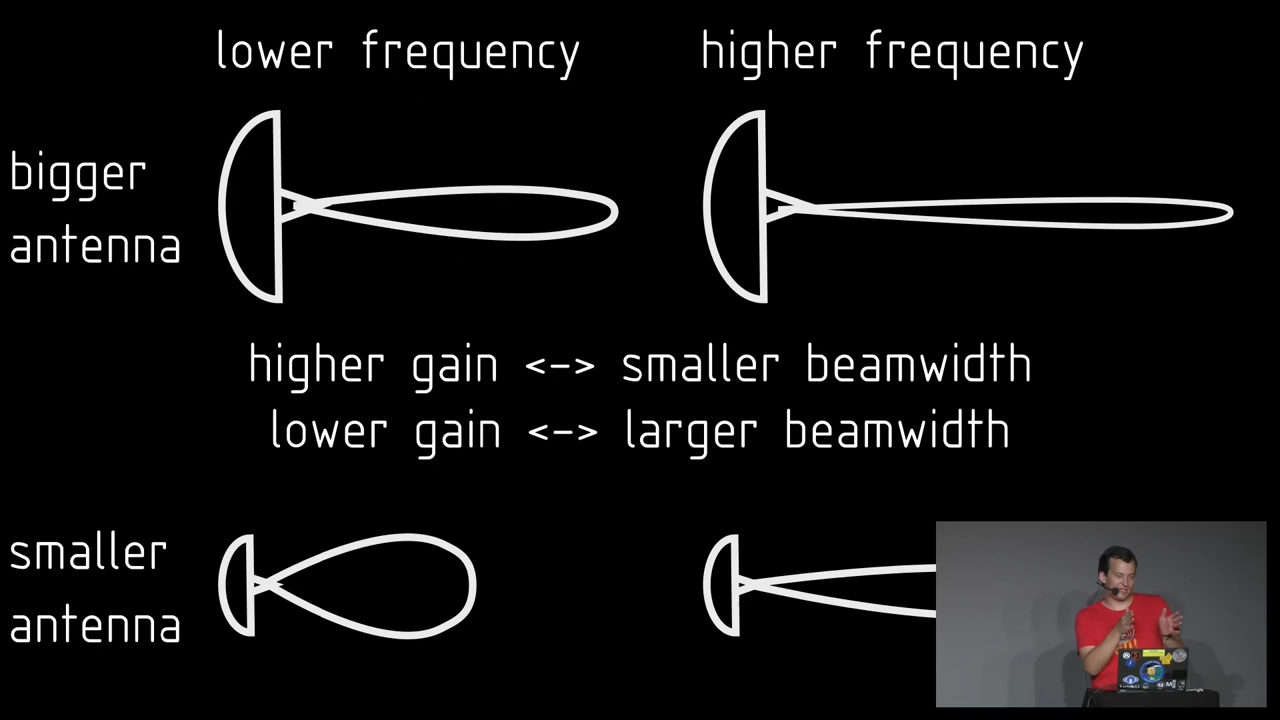 lower frequency
higher frequency
bigger
antenna
higher gain <-> smaller beamwidth
lower gain <-> larger beamwidth
smaller
antenna